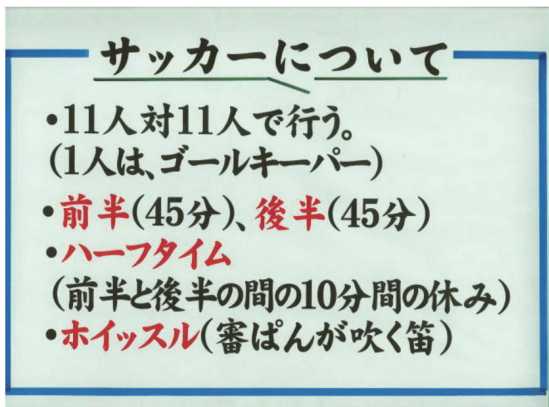 サッカーについて
・11人対11人で行う。
(1人は、ゴールキーパー)
・前半(45分)、後半(45分)
・ハーフタイム
(前半と後半の間の10分間の休み)
・ホイッスル(審ぱんが吹く笛)